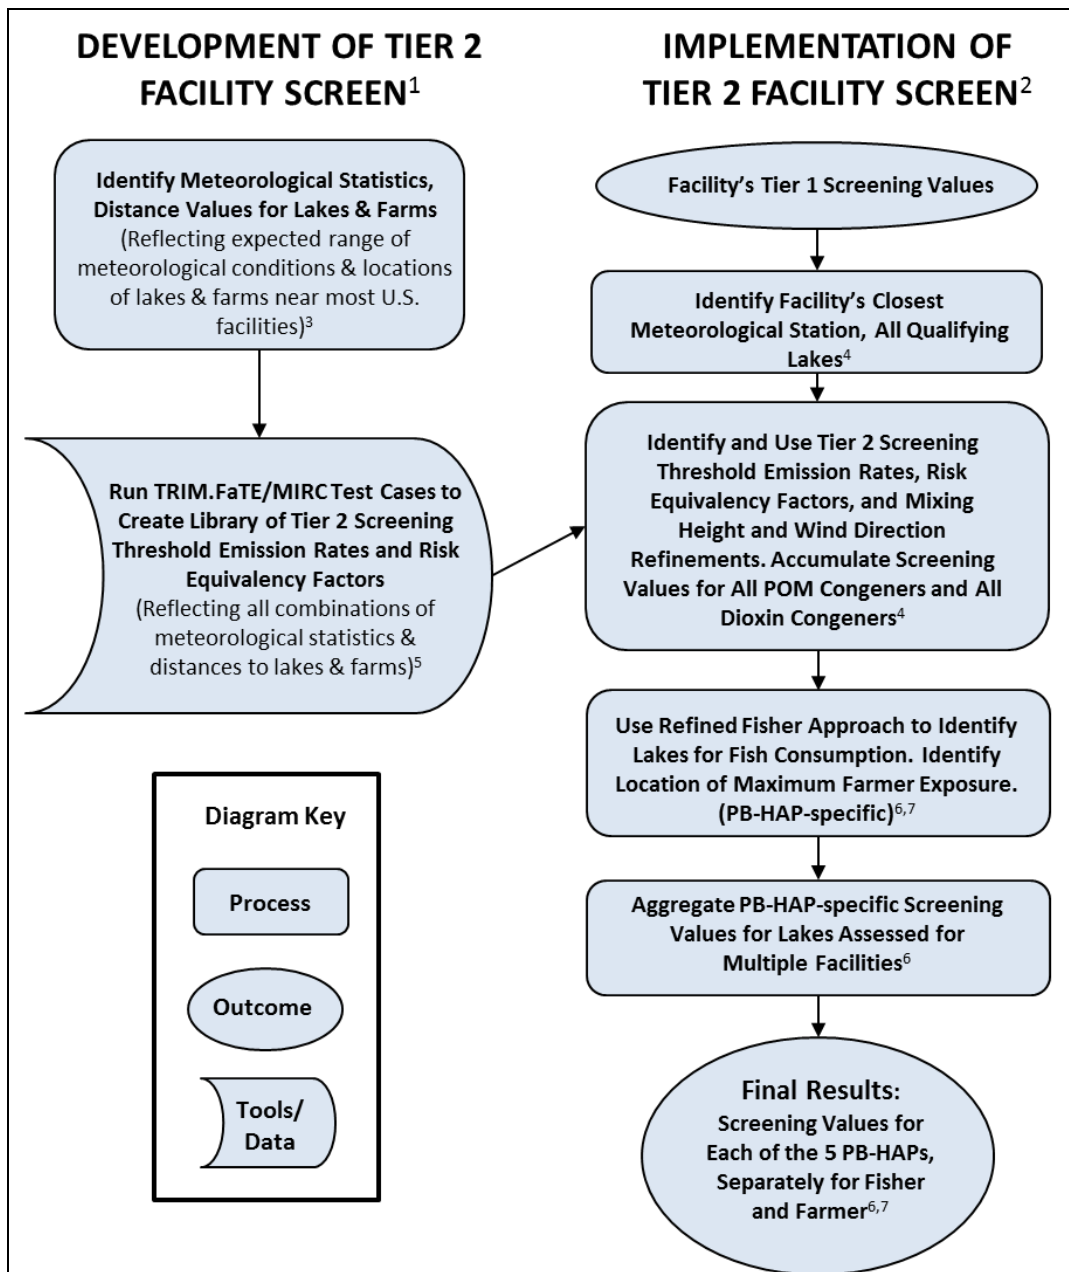 DEVELOPMENT OF TIER 2
FACILITY SCREEN¹
Identify Meteorological Statistics,
Distance Values for Lakes & Farms
(Reflecting expected range of
meteorological conditions & locations
of lakes & farms near most U.S.
facilities)³
Run TRIM.FaTE/MIRC Test Cases to
Create Library of Tier 2 Screening
Threshold Emission Rates and Risk
Equivalency Factors
(Reflecting all combinations of
meteorological statistics &
distances to lakes & farms)⁵
Diagram Key
Process
Outcome
Tools/
Data
IMPLEMENTATION OF
TIER 2 FACILITY SCREEN²
Facility's Tier 1 Screening Values
Identify Facility's Closest
Meteorological Station, All Qualifying
Lakes⁴
Identify and Use Tier 2 Screening
Threshold Emission Rates, Risk
Equivalency Factors, and Mixing
Height and Wind Direction
Refinements. Accumulate Screening
Values for All POM Congeners and All
Dioxin Congeners⁴
Use Refined Fisher Approach to Identify
Lakes for Fish Consumption. Identify
Location of Maximum Farmer Exposure.
(PB-HAP-specific)⁶,⁷
Aggregate PB-HAP-specific Screening
Values for Lakes Assessed for
Multiple Facilities⁶
Final Results:
Screening Values for
Each of the 5 PB-HAPs,
Separately for Fisher
and Farmer⁶,⁷